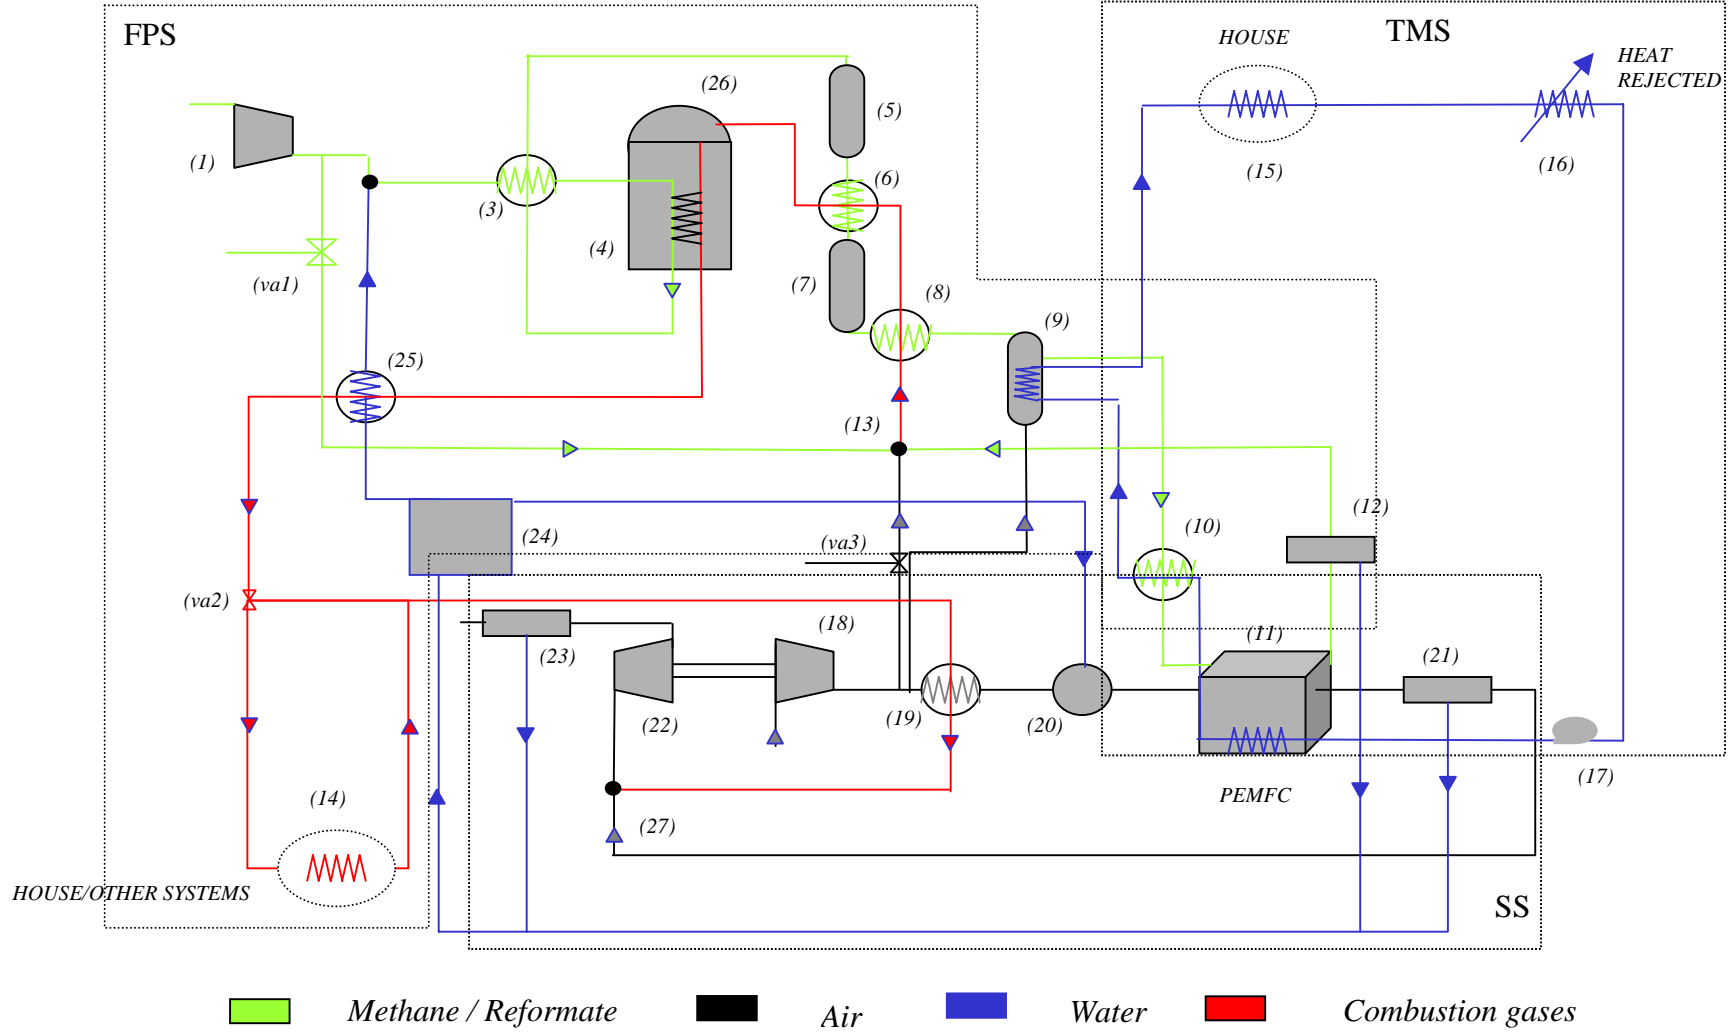 FPS
TMS
HOUSE
HEAT
REJECTED
(26)
(5)
(1)
(15)
(16)
(6)
(3)
(4)
(va1)
(7)
(8)
(9)
(25)
(13)
(12)
(10)
(24)
(va3)
(va2)
(18)
(11)
(23)
(21)
(22)
(19)
(20)
(17)
(14)
(27)
PEMFC
HOUSE/OTHER SYSTEMS
SS
Methane / Reformate
Air
Water
Combustion gases